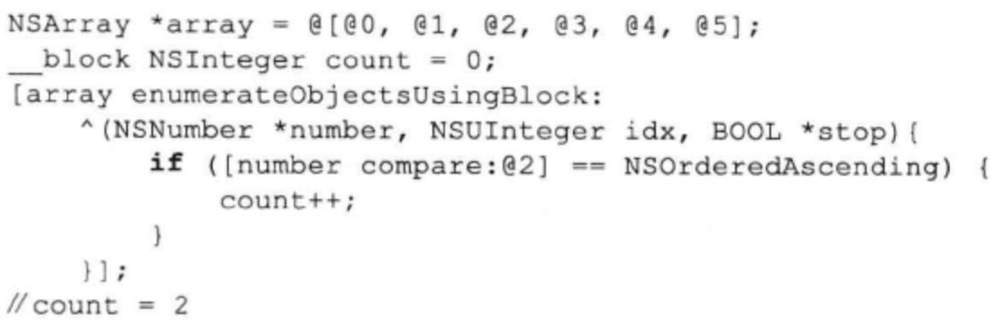 NSArray *array = @[@0, @1, @2, @3, @4, @5];
__block NSInteger count = 0;
[array enumerateObjectsUsingBlock:
    ^(NSNumber *number, NSUInteger idx, BOOL *stop){
        if ([number compare:@2] == NSOrderedAscending) {
            count++;
        }
    }];
//count = 2